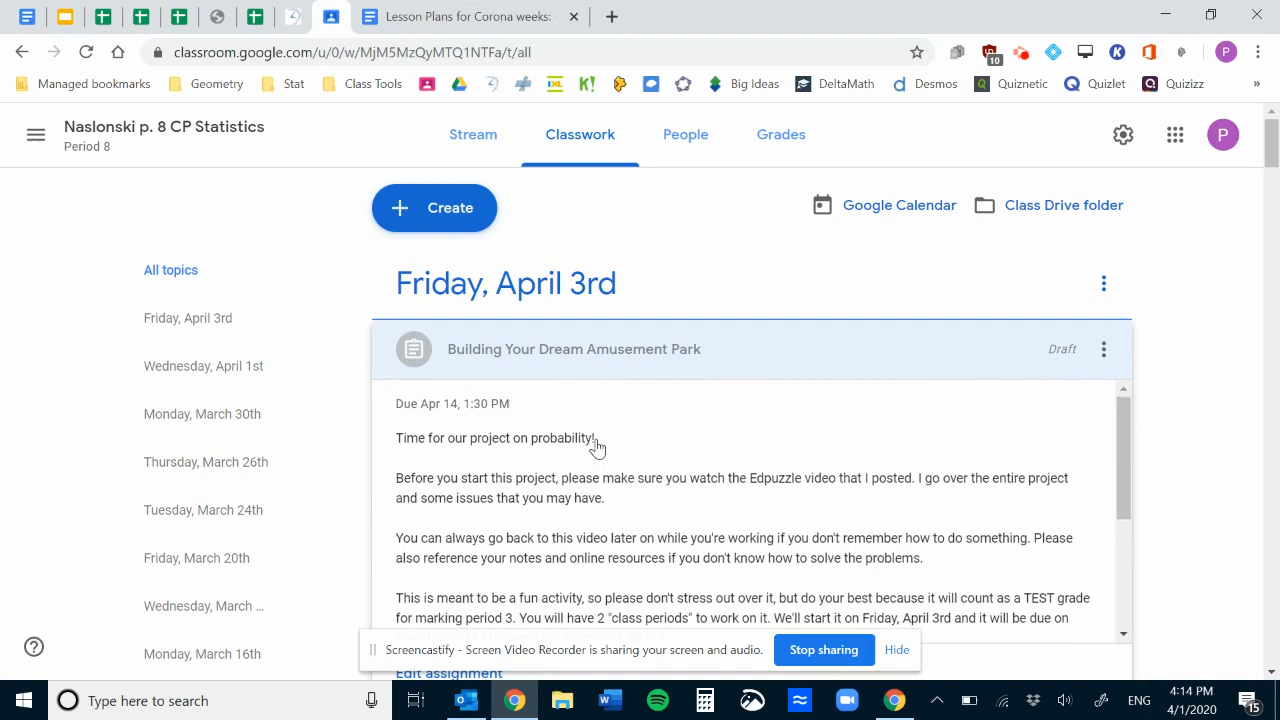 Lesson Plans for Corona weeks:
classroom.google.com/u/0/w/MjM5MzQyMTQ1NTFa/t/all
10
P
Managed bookmarks
Geometry
Stat
Class Tools
Big Ideas
DeltaMath
Desmos
Quiznetic
Quizlet
Quizizz
»
Naslonski p. 8 CP Statistics
Period 8
Stream
Classwork
People
Grades
P
+ Create
Google Calendar
Class Drive folder
All topics
Friday, April 3rd
Wednesday, April 1st
Monday, March 30th
Thursday, March 26th
Tuesday, March 24th
Friday, March 20th
Wednesday, March ...
Monday, March 16th
Friday, April 3rd
Building Your Dream Amusement Park
Draft
Due Apr 14, 1:30 PM
Time for our project on probability!
Before you start this project, please make sure you watch the Edpuzzle video that I posted. I go over the entire project
and some issues that you may have.
You can always go back to this video later on while you're working if you don't remember how to do something. Please
also reference your notes and online resources if you don't know how to solve the problems.
This is meant to be a fun activity, so please don't stress out over it, but do your best because it will count as a TEST grade
for marking period 3. You will have 2 "class periods" to work on it. We'll start it on Friday, April 3rd and it will be due on
Screencastify - Screen Video Recorder is sharing your screen and audio.
Stop sharing
Hide
Edit assignment
Type here to search
ENG
4:14 PM
4/1/2020
15